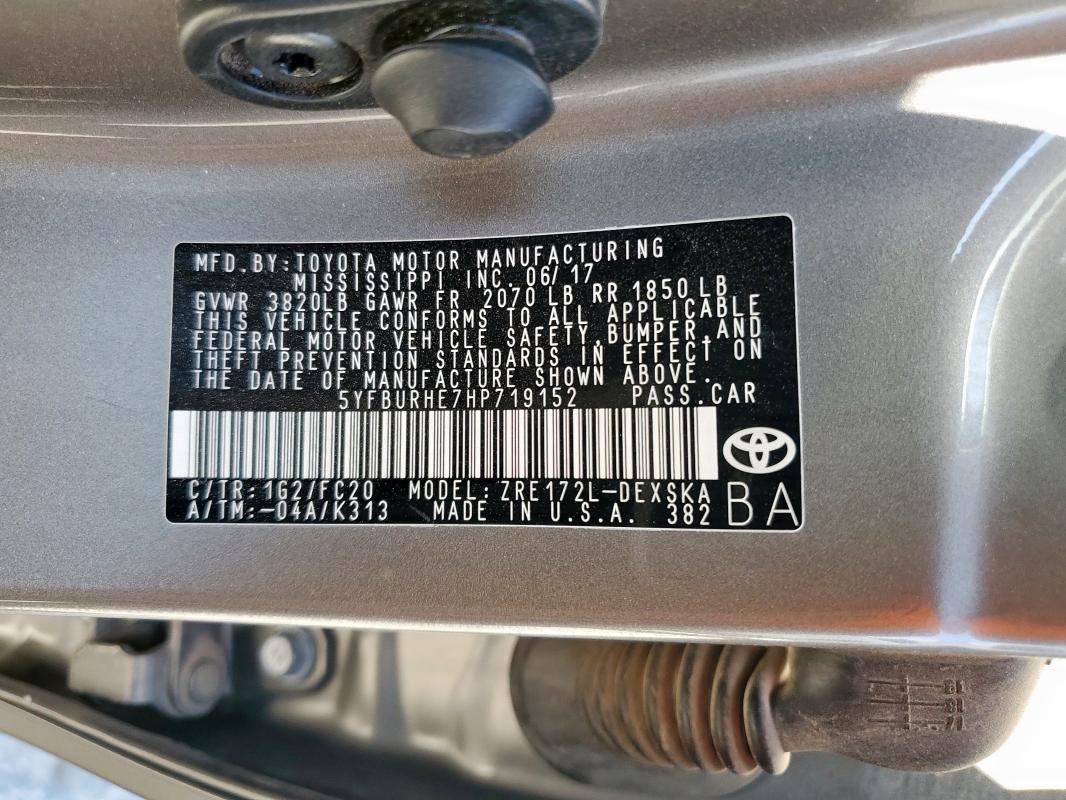 MFD.BY:TOYOTA MOTOR MANUFACTURING
MISSISSIPPI INC. 06/17
GVWR 3820LB GAWR FR 2070 LB RR 1850 LB
THIS VEHICLE CONFORMS TO ALL APPLICABLE
FEDERAL MOTOR VEHICLE SAFETY,BUMPER,AND
THEFT PREVENTION STANDARDS IN EFFECT ON
THE DATE OF MANUFACTURE SHOWN ABOVE.
5YFBURHE7HP719152 PASS.CAR
C/TR:1G2/FC20 MODEL:ZRE172L-DEXSKA
A/TM:-04A/K313 MADE IN U.S.A. 382
BA